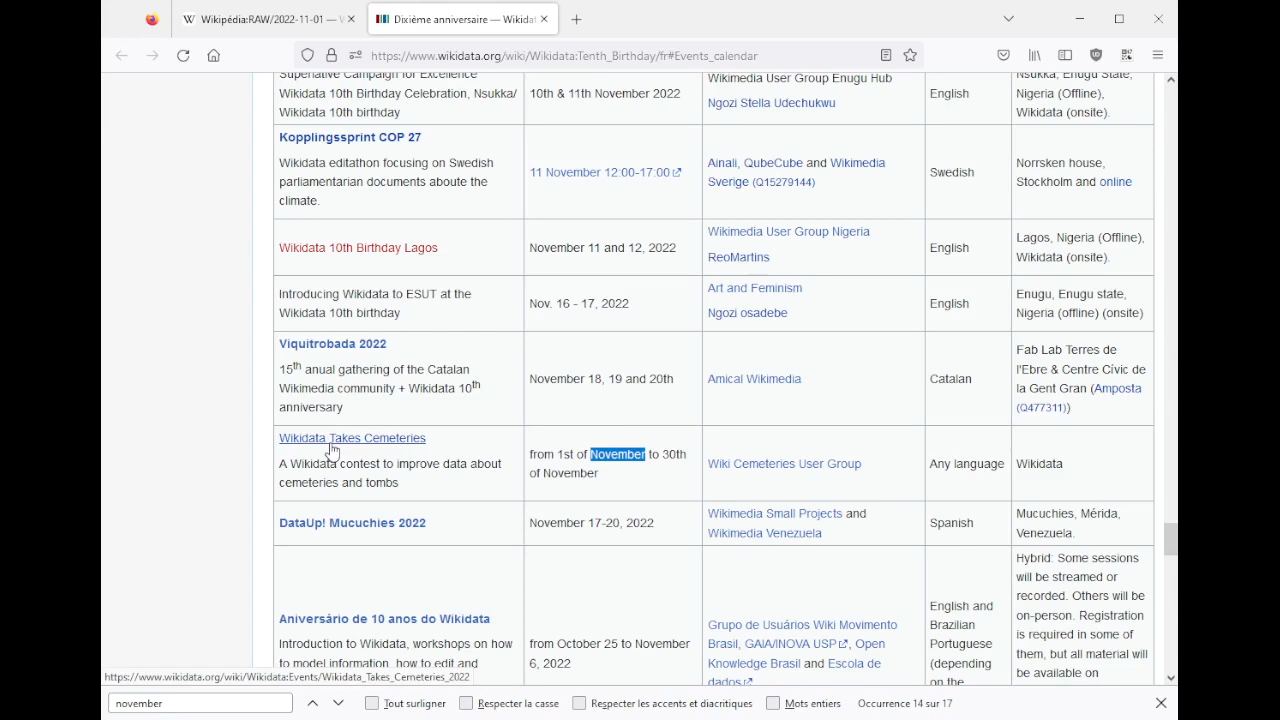 Wikipédia:RAW/2022-11-01 — W
Dixième anniversaire — Wikidat
https://www.wikidata.org/wiki/Wikidata:Tenth_Birthday/fr#Events_calendar
Superlative Campaign for Excellence
Wikidata 10th Birthday Celebration, Nsukka/
Wikidata 10th birthday
10th & 11th November 2022
Wikimedia User Group Enugu Hub
Ngozi Stella Udechukwu
English
Nsukka, Enugu State,
Nigeria (Offline),
Wikidata (onsite).
Kopplingssprint COP 27
Wikidata editathon focusing on Swedish
parliamentarian documents aboute the
climate.
11 November 12:00-17:00
Ainali, QubeCube and Wikimedia
Sverige (Q15279144)
Swedish
Norrsken house,
Stockholm and online
Wikidata 10th Birthday Lagos
November 11 and 12, 2022
Wikimedia User Group Nigeria
ReoMartins
English
Lagos, Nigeria (Offline),
Wikidata (onsite).
Introducing Wikidata to ESUT at the
Wikidata 10th birthday
Nov. 16 - 17, 2022
Art and Feminism
Ngozi osadebe
English
Enugu, Enugu state,
Nigeria (offline) (onsite)
Viquitrobada 2022
15th anual gathering of the Catalan
Wikimedia community + Wikidata 10th
anniversary
November 18, 19 and 20th
Amical Wikimedia
Catalan
Fab Lab Terres de
l'Ebre & Centre Cívic de
la Gent Gran (Amposta
(Q477311))
Wikidata Takes Cemeteries
A Wikidata contest to improve data about
cemeteries and tombs
from 1st of November to 30th
of November
Wiki Cemeteries User Group
Any language
Wikidata
DataUp! Mucuchies 2022
November 17-20, 2022
Wikimedia Small Projects and
Wikimedia Venezuela
Spanish
Mucuchies, Mérida,
Venezuela.
Aniversário de 10 anos do Wikidata
Introduction to Wikidata, workshops on how
to model information, how to edit and
from October 25 to November
6, 2022
Grupo de Usuários Wiki Movimento
Brasil, GAIA/INOVA USP, Open
Knowledge Brasil and Escola de
dados
English and
Brazilian
Portuguese
(depending
on the
Hybrid: Some sessions
will be streamed or
recorded. Others will be
on-person. Registration
is required in some of
them, but all material will
be available on
https://www.wikidata.org/wiki/Wikidata:Events/Wikidata_Takes_Cemeteries_2022
november
Tout surligner
Respecter la casse
Respecter les accents et diacritiques
Mots entiers
Occurrence 14 sur 17